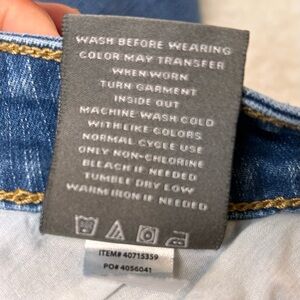 WASH BEFORE WEARING
COLOR MAY TRANSFER
WHEN WORN
TURN GARMENT
INSIDE OUT
MACHINE WASH COLD
WITH LIKE COLORS
NORMAL CYCLE USE
ONLY NON-CHLORINE
BLEACH IF NEEDED
TUMBLE DRY LOW
WARM IRON IF NEEDED
ITEM# 40715359
PO# 4056041